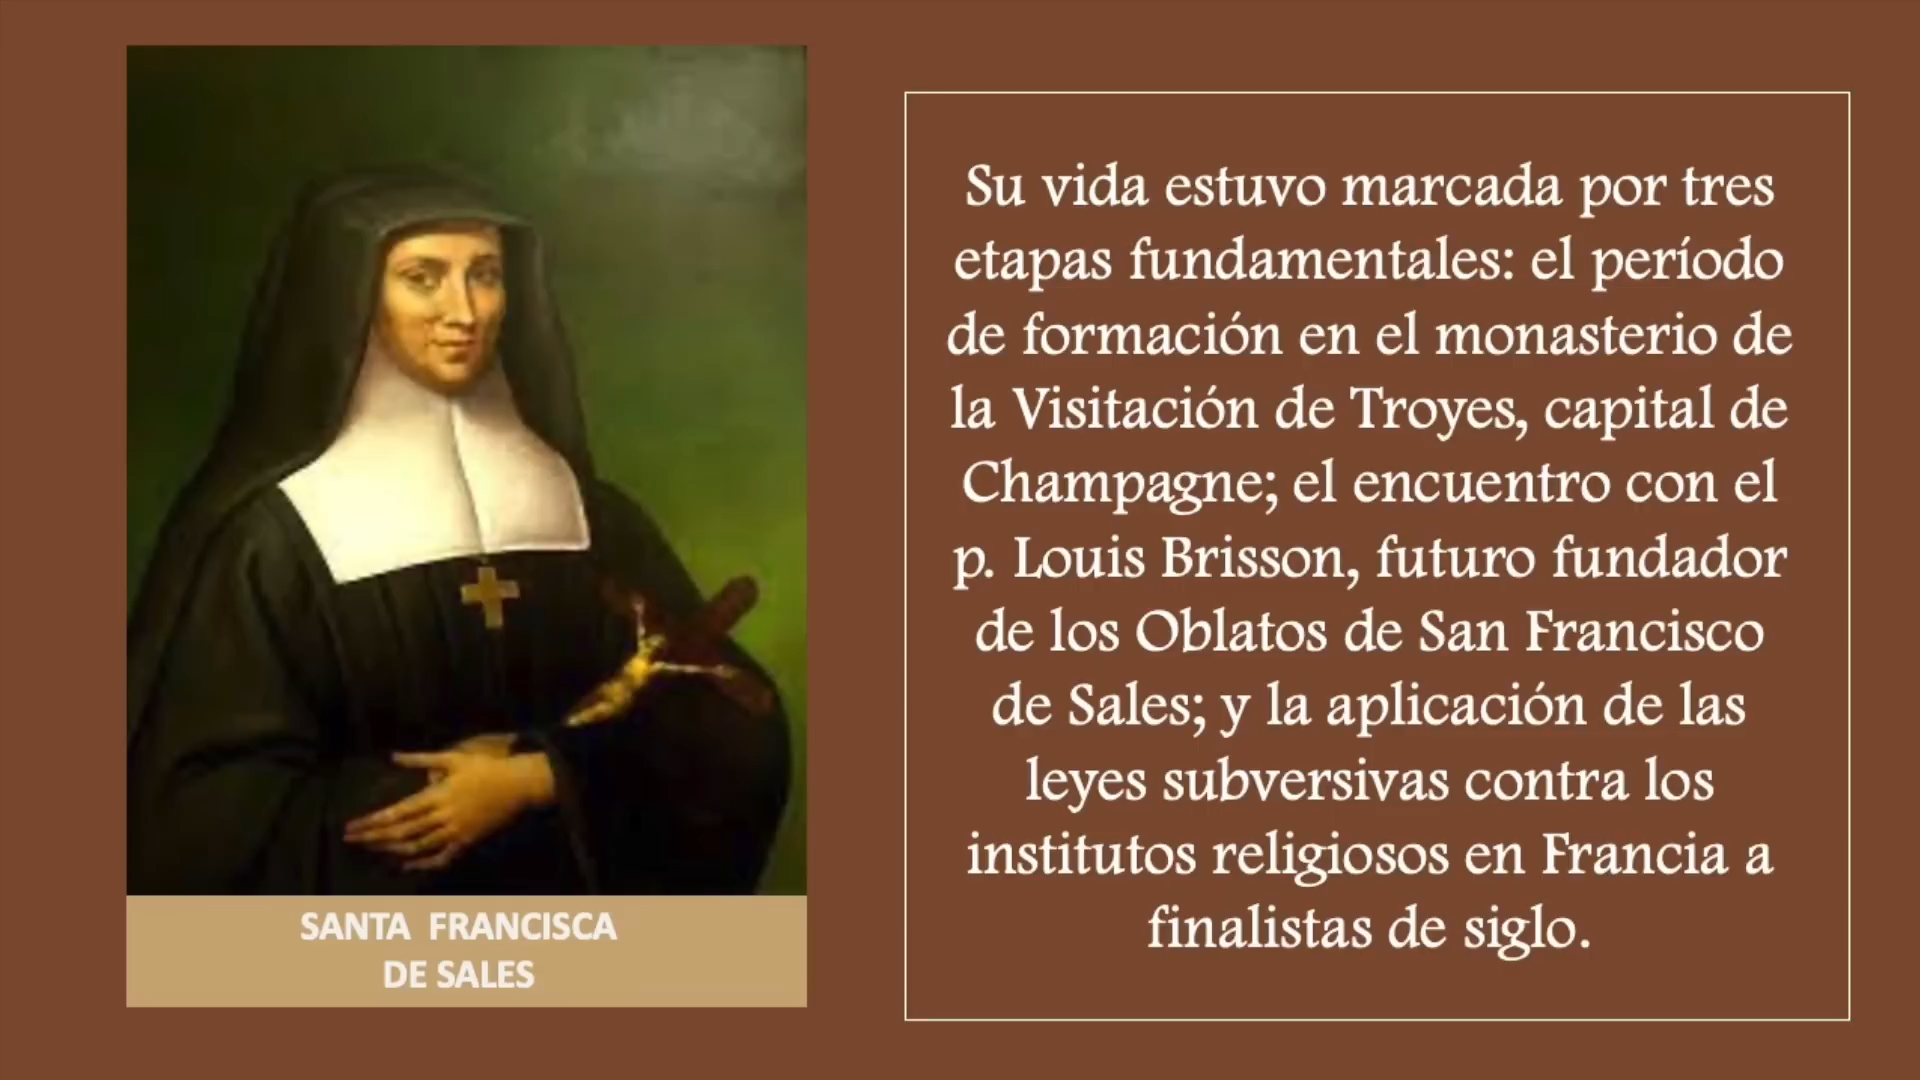 SANTA FRANCISCA
DE SALES
Su vida estuvo marcada por tres
etapas fundamentales: el período
de formación en el monasterio de
la Visitación de Troyes, capital de
Champagne; el encuentro con el
p. Louis Brisson, futuro fundador
de los Oblatos de San Francisco
de Sales; y la aplicación de las
leyes subversivas contra los
institutos religiosos en Francia a
finalistas de siglo.